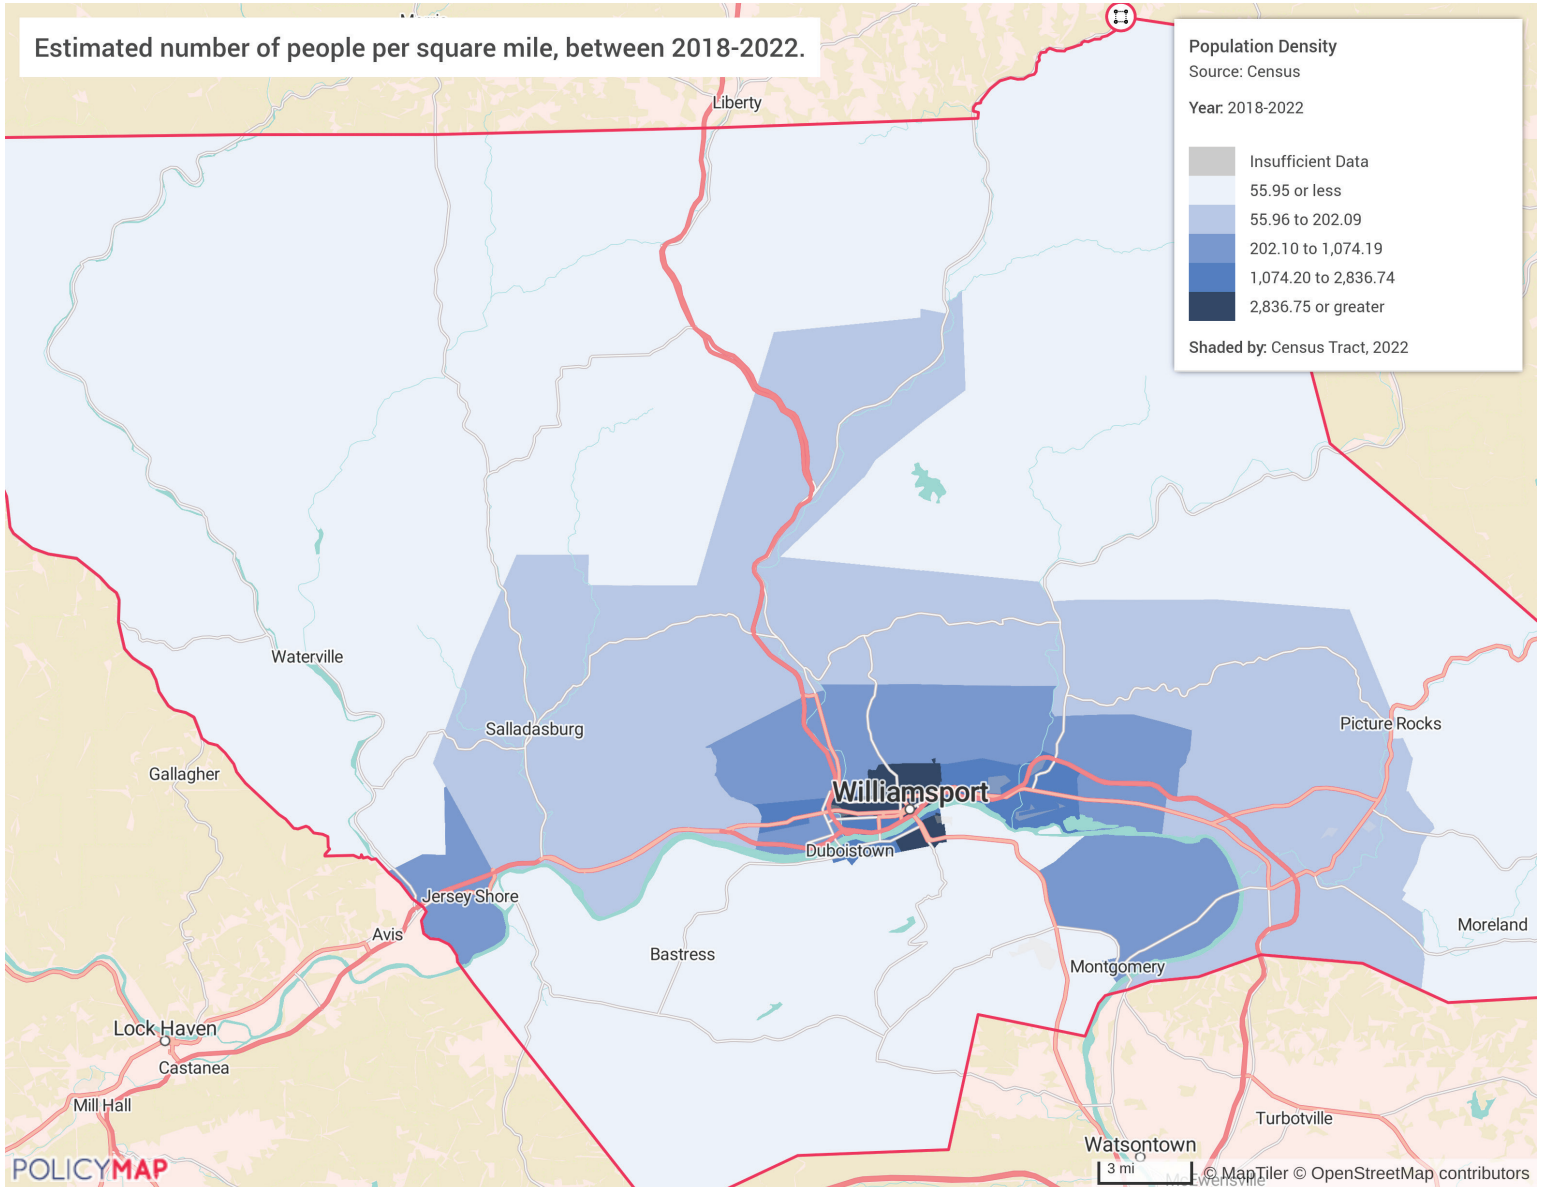 Morris
Estimated number of people per square mile, between 2018-2022.
Population Density
Source: Census
Year: 2018-2022
Insufficient Data
55.95 or less
55.96 to 202.09
202.10 to 1,074.19
1,074.20 to 2,836.74
2,836.75 or greater
Shaded by: Census Tract, 2022
Liberty
Waterville
Salladasburg
Picture Rocks
Gallagher
Williamsport
Duboistown
Jersey Shore
Moreland
Avis
Bastress
Montgomery
Lock Haven
Castanea
Mill Hall
Turbotville
Watsontown
POLICYMAP
3 mi
© MapTiler © OpenStreetMap contributors
McEwensville